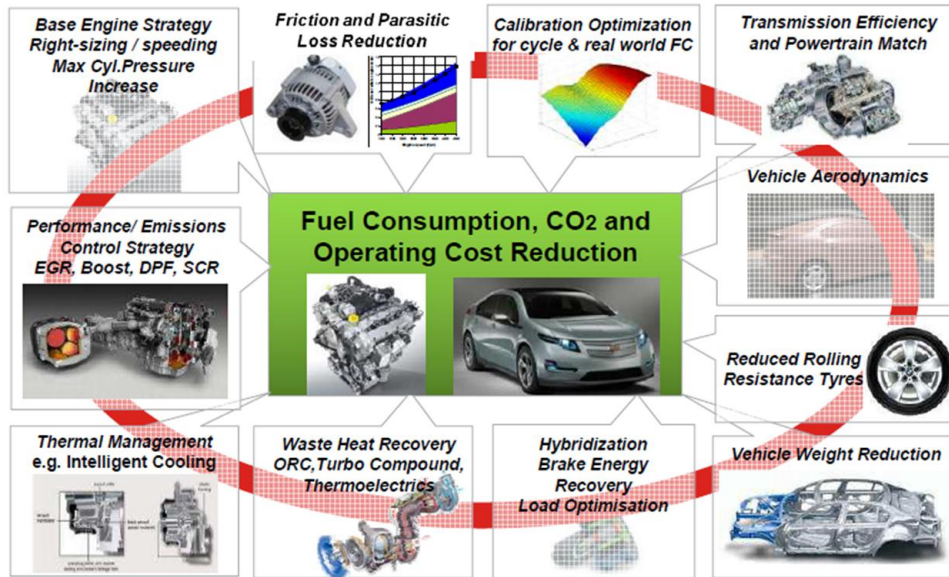 Base Engine Strategy
Right-sizing / speeding
Max Cyl.Pressure
Increase
Friction and Parasitic
Loss Reduction
Calibration Optimization
for cycle & real world FC
Transmission Efficiency
and Powertrain Match
Performance/ Emissions
Control Strategy
EGR, Boost, DPF, SCR
Fuel Consumption, CO2 and
Operating Cost Reduction
Vehicle Aerodynamics
Reduced Rolling
Resistance Tyres
Thermal Management
e.g. Intelligent Cooling
Waste Heat Recovery
ORC,Turbo Compound,
Thermoelectrics
Hybridization
Brake Energy
Recovery
Load Optimisation
Vehicle Weight Reduction